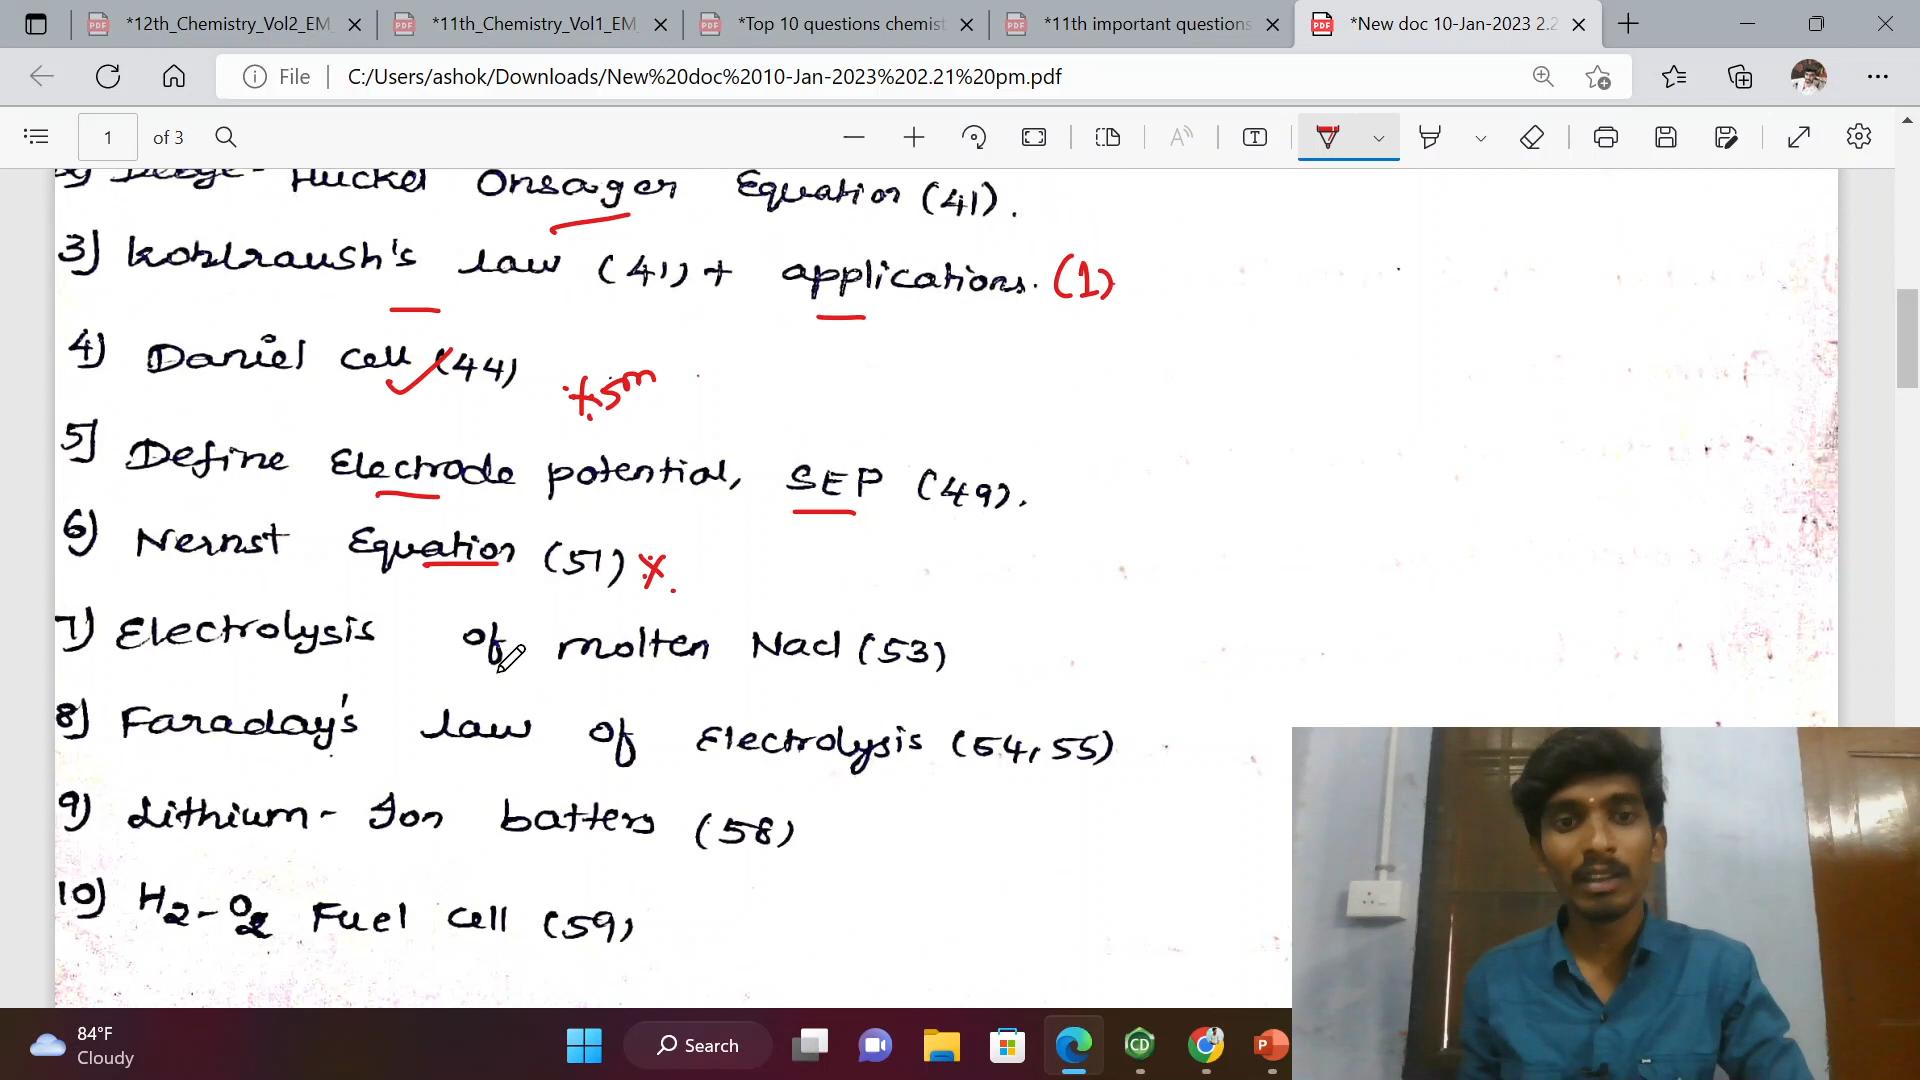 *12th_Chemistry_Vol2_EM
*11th_Chemistry_Vol1_EM
*Top 10 questions chemist
*11th important questions
*New doc 10-Jan-2023 2.2
File
C:/Users/ashok/Downloads/New%20doc%2010-Jan-2023%202.21%20pm.pdf
1 of 3
Huckel Onsager Equation (41).
3) Kohlraush's law (41) + applications. (1)
4) Daniel cell (44)
5m
5) Define Electrode potential, SEP (49).
6) Nernst Equation (51)
7) Electrolysis of molten Nacl (53)
8) Faraday's law of Electrolysis (54, 55)
9) Lithium - Ion battery (58)
10) H2 - O2 Fuel cell (59)
84°F
Cloudy
Search